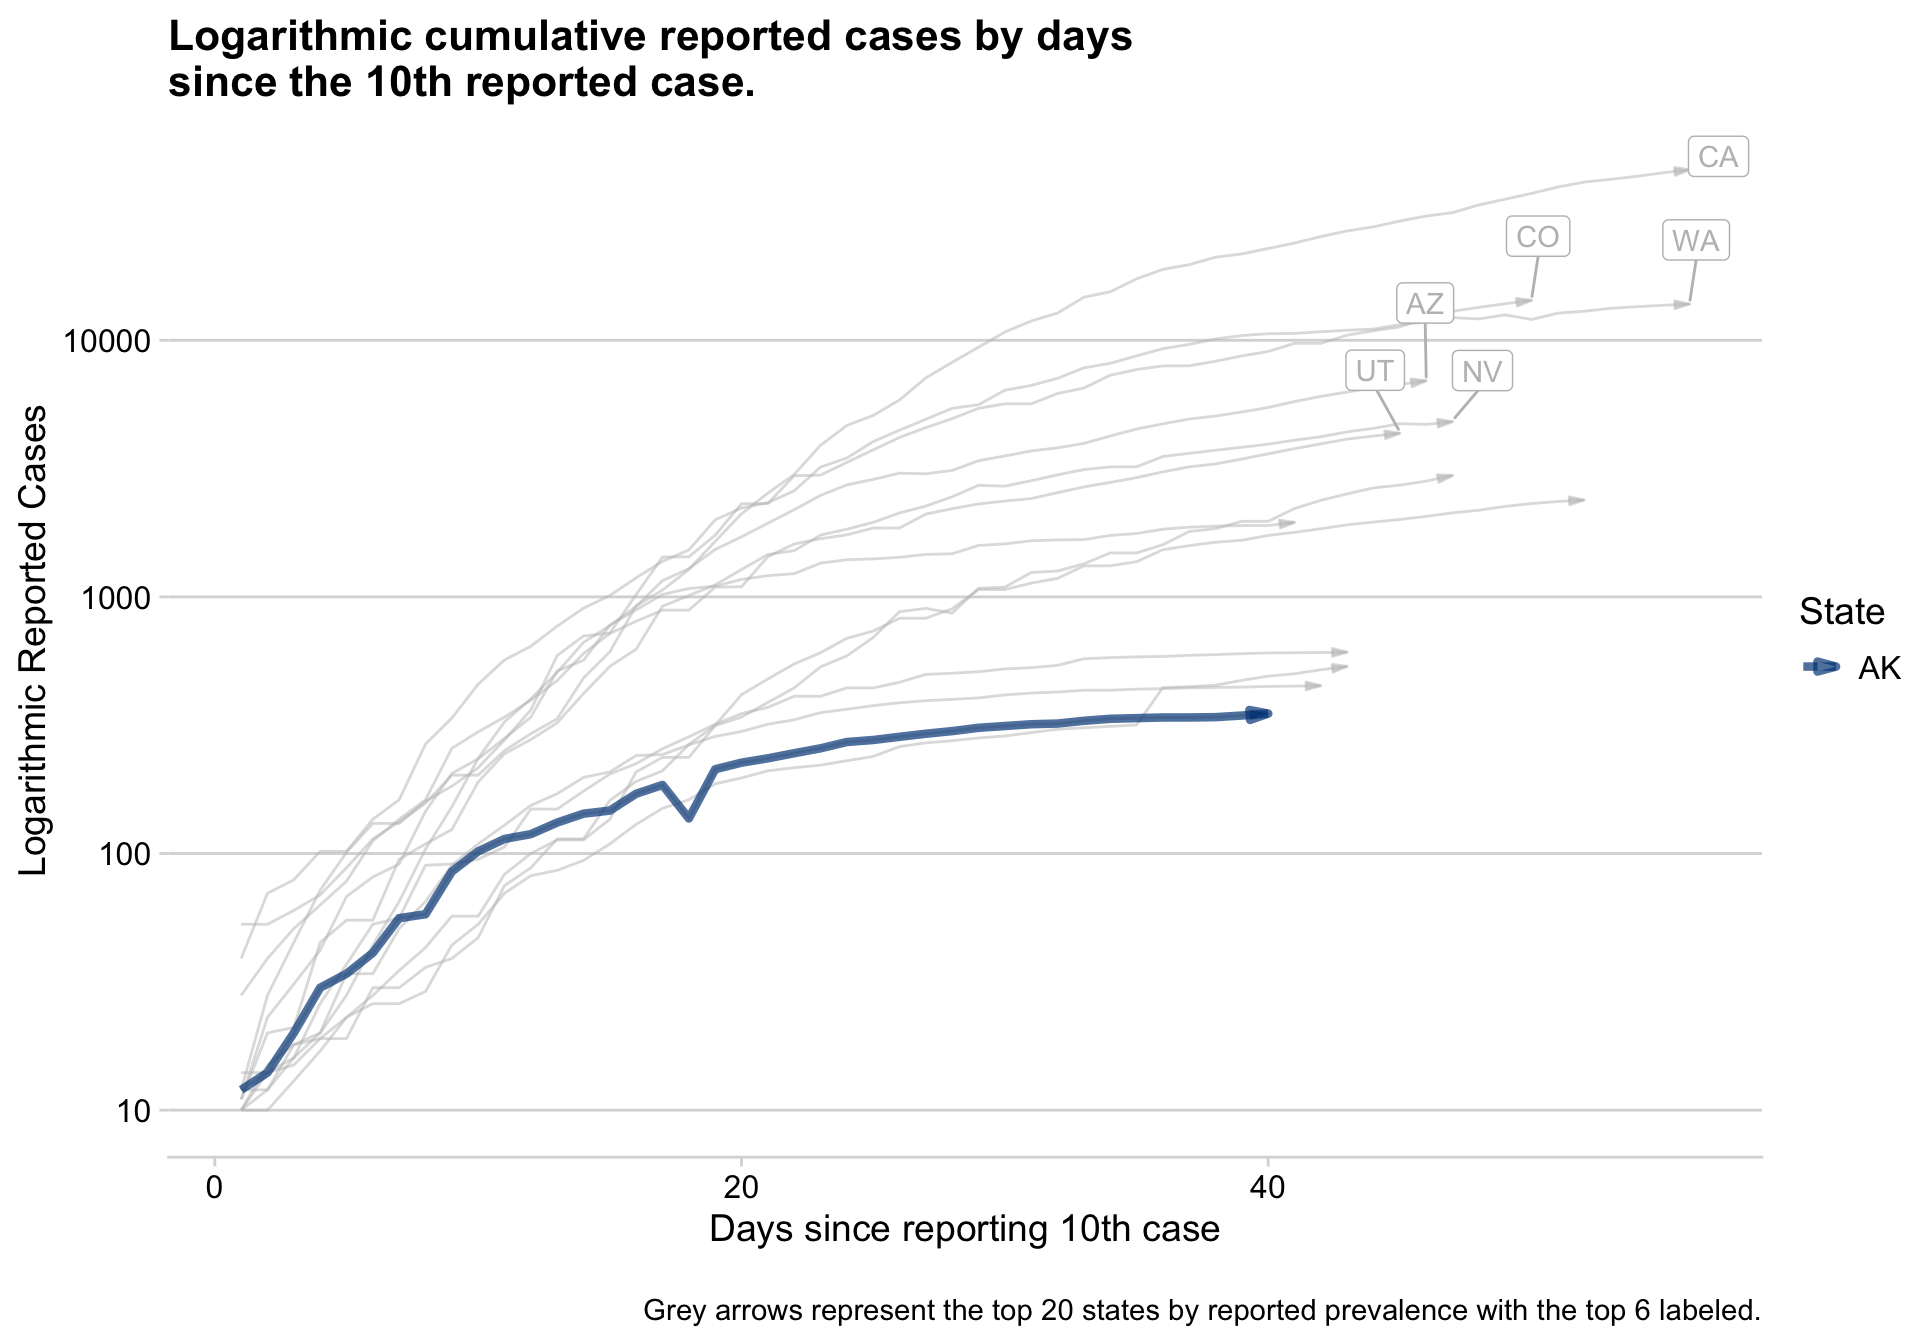 Logarithmic cumulative reported cases by days
since the 10th reported case.
CA
CO
WA
AZ
UT
NV
10000
1000
100
10
Logarithmic Reported Cases
State
AK
0
20
40
Days since reporting 10th case
Grey arrows represent the top 20 states by reported prevalence with the top 6 labeled.